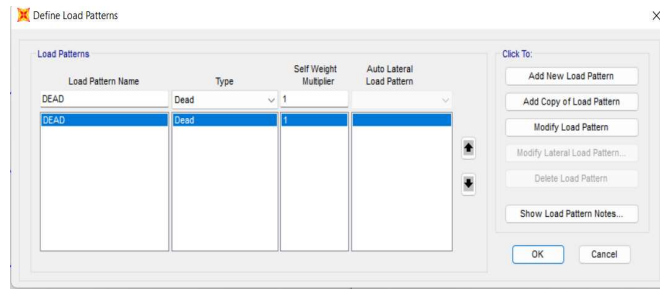 Define Load Patterns
Load Patterns
Load Pattern Name
Type
Self Weight
Multiplier
Auto Lateral
Load Pattern
DEAD
Dead
1
DEAD
Dead
1
Click To:
Add New Load Pattern
Add Copy of Load Pattern
Modify Load Pattern
Modify Lateral Load Pattern...
Delete Load Pattern
Show Load Pattern Notes...
OK
Cancel